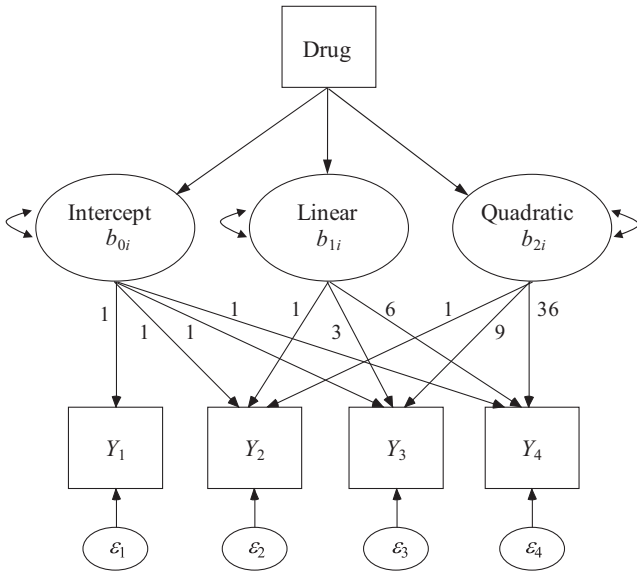 Drug
Intercept
b0i
Linear
b1i
Quadratic
b2i
1
1
1
1
1
3
6
1
9
36
Y1
Y2
Y3
Y4
ε1
ε2
ε3
ε4